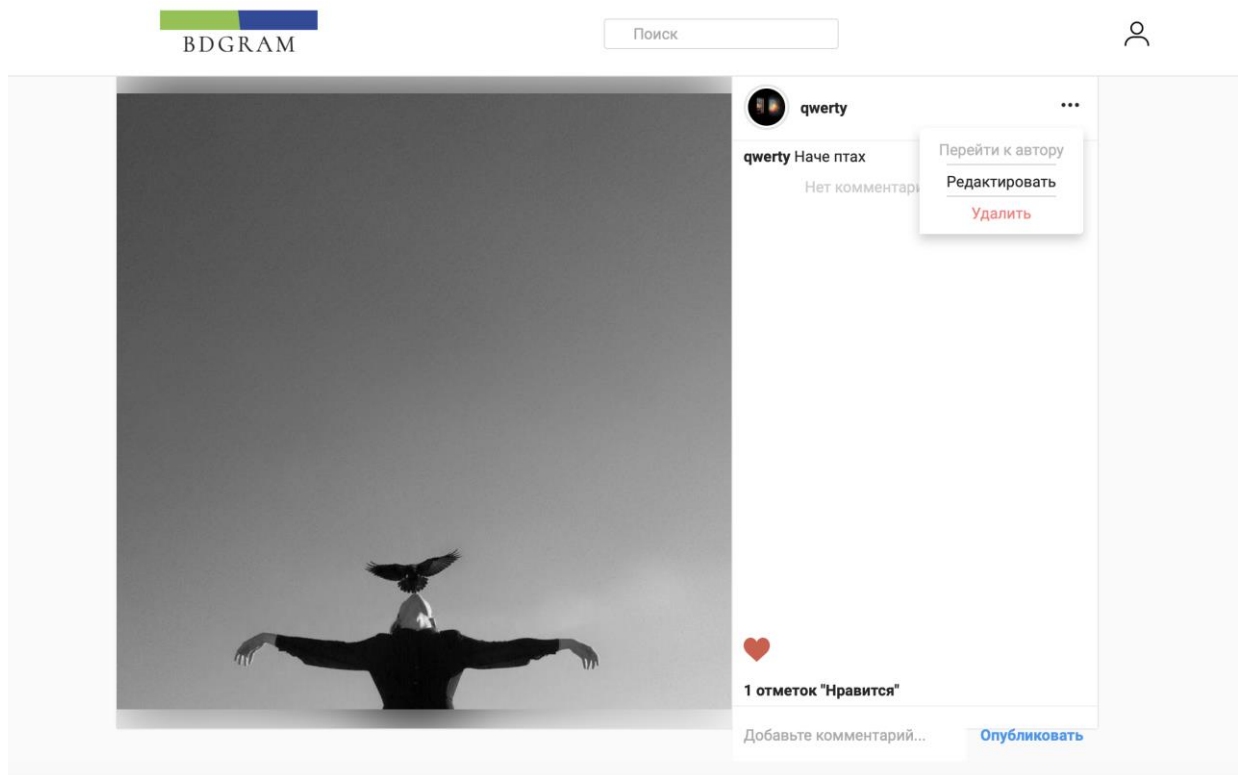 BDGRAM
Поиск
qwerty
Перейти к автору
qwerty Наче птах
Редактировать
Нет комментари
Удалить
1 отметок "Нравится"
Добавьте комментарий...
Опубликовать